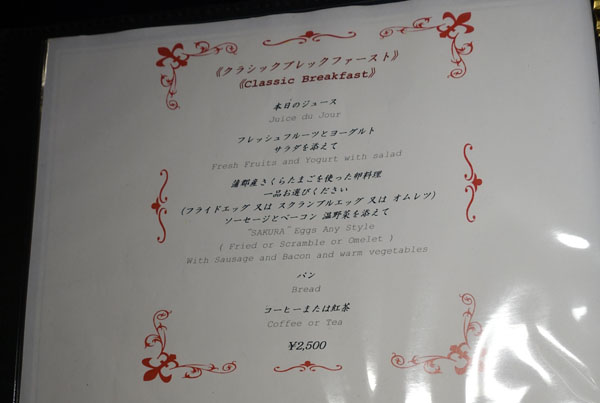 《クラシックブレックファースト》
《Classic Breakfast》
本日のジュース
Juice du Jour
フレッシュフルーツとヨーグルト
サラダを添えて
Fresh Fruits and Yogurt with salad
蒲郡産さくらたまごを使った卵料理
一品お選びください
(フライドエッグ 又は スクランブルエッグ 又は オムレツ)
ソーセージとベーコン 温野菜を添えて
"SAKURA" Eggs Any Style
( Fried or Scramble or Omelet )
With Sausage and Bacon and warm vegetables
パン
Bread
コーヒーまたは紅茶
Coffee or Tea
¥2,500